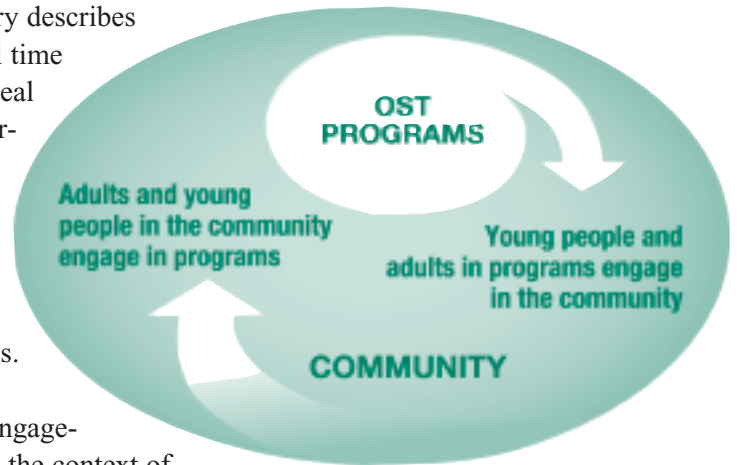 ry describes
time
eal
r-
OST
PROGRAMS
Adults and young
people in the community
engage in programs
Young people and
adults in programs engage
in the community
COMMUNITY
s.
ngage-
the context of